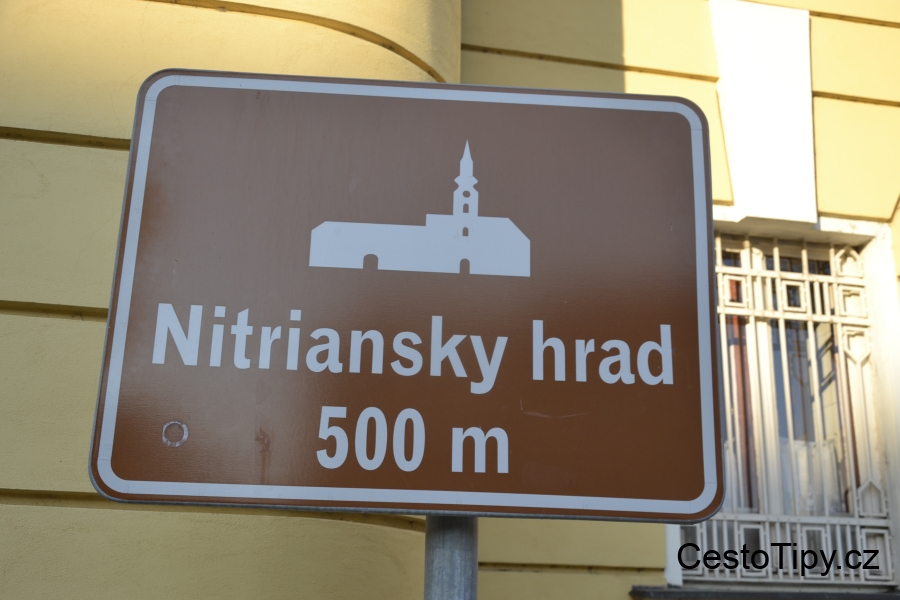 Nitriansky hrad
500 m
CestoTipy.cz